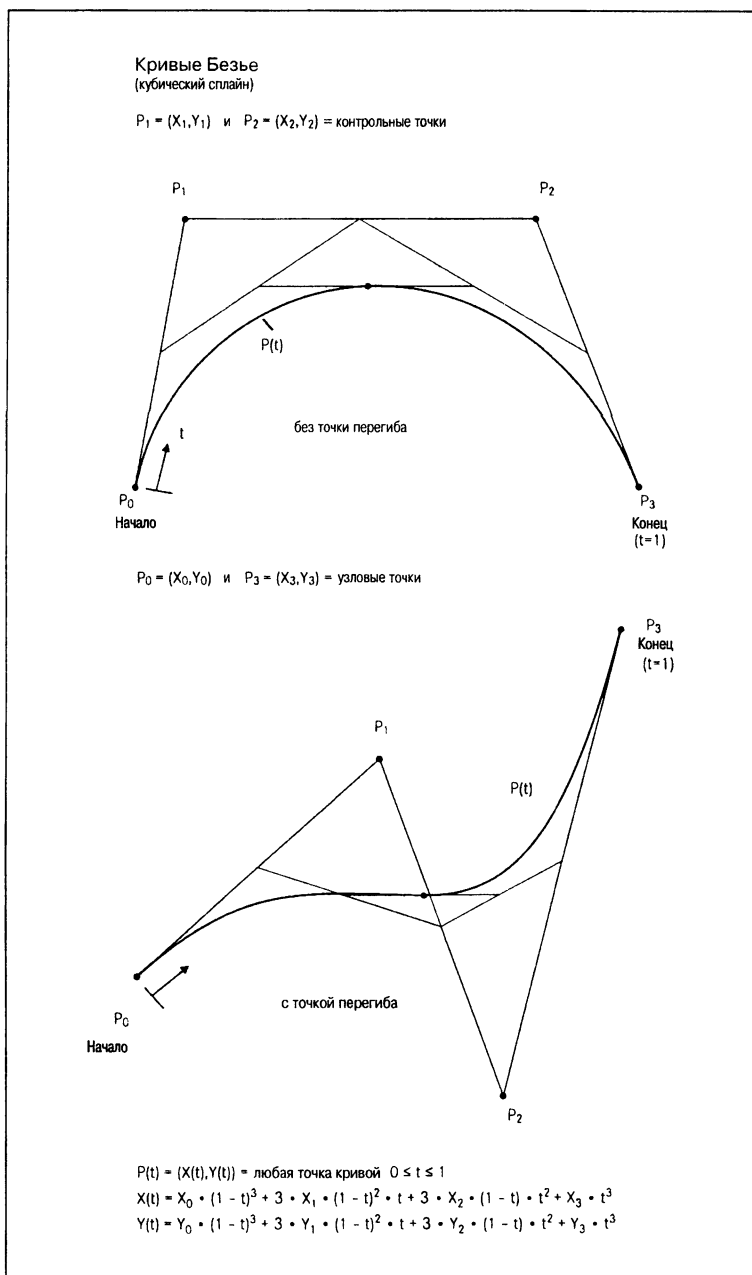 Кривые Безье
(кубический сплайн)
P₁ = (X₁,Y₁) и P₂ = (X₂,Y₂) = контрольные точки
P₁
P₂
P(t)
без точки перегиба
t
P₀
Начало
P₃
Конец
(t=1)
P₀ = (X₀,Y₀) и P₃ = (X₃,Y₃) = узловые точки
P₃
Конец
(t=1)
P₁
P(t)
с точкой перегиба
P₀
Начало
P₂
P(t) = (X(t),Y(t)) = любая точка кривой 0 ≤ t ≤ 1
X(t) = X₀ • (1 - t)³ + 3 • X₁ • (1 - t)² • t + 3 • X₂ • (1 - t) • t² + X₃ • t³
Y(t) = Y₀ • (1 - t)³ + 3 • Y₁ • (1 - t)² • t + 3 • Y₂ • (1 - t) • t² + Y₃ • t³